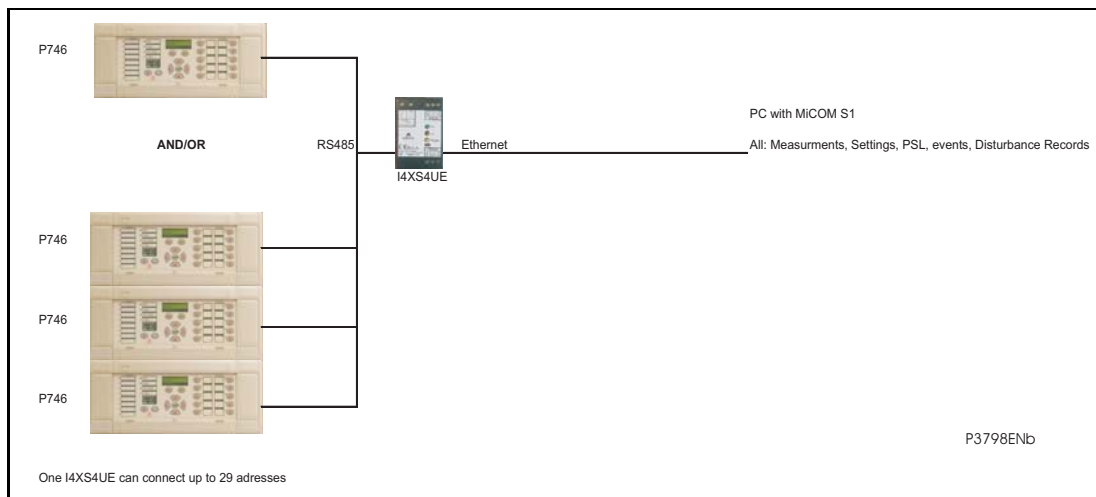 P746
AND/OR
RS485
Ethernet
I4XS4UE
PC with MiCOM S1
All: Measurments, Settings, PSL, events, Disturbance Records
P746
P746
P746
P3798ENb
One I4XS4UE can connect up to 29 adresses